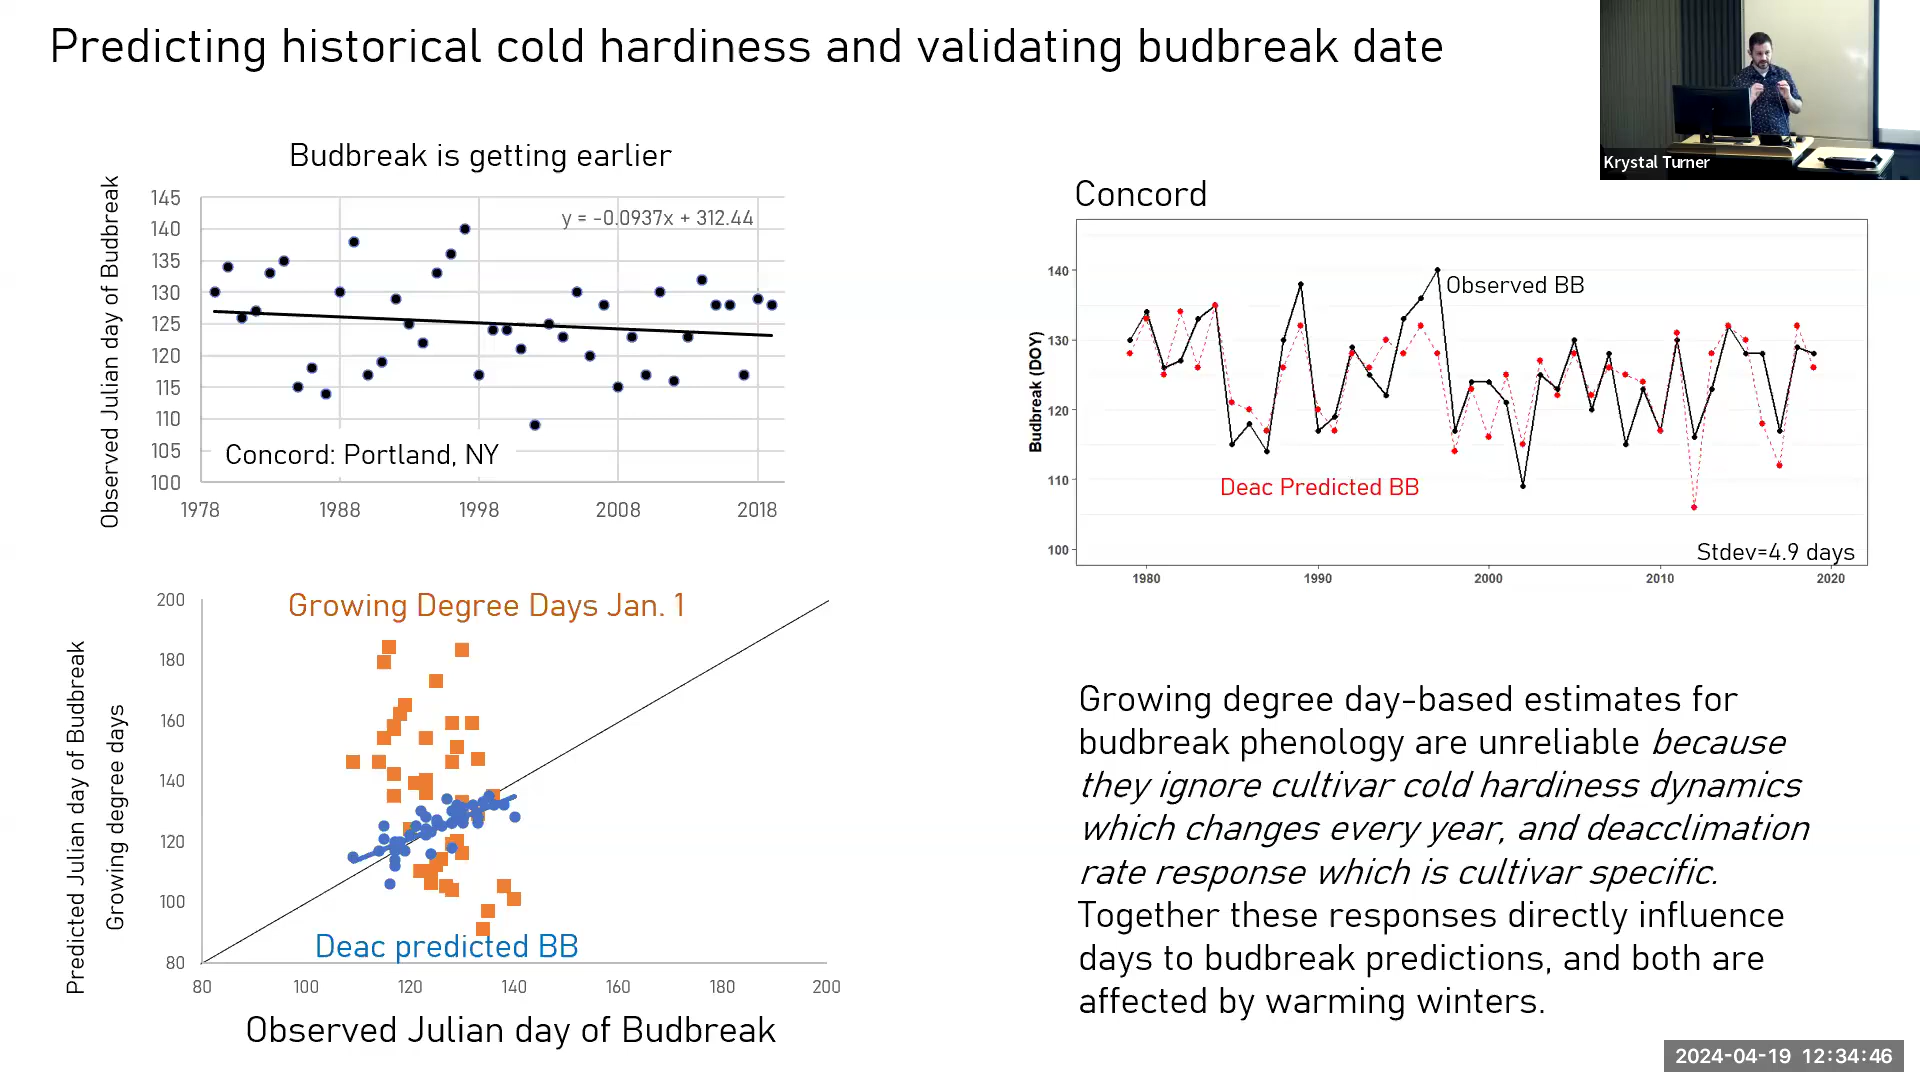 Predicting historical cold hardiness and validating budbreak date
Krystal Turner
Budbreak is getting earlier
Observed Julian day of Budbreak
145
140
135
130
125
120
115
110
105
100
y = -0.0937x + 312.44
Concord: Portland, NY
1978
1988
1998
2008
2018
Concord
Budbreak (DOY)
140
130
120
110
100
Observed BB
Deac Predicted BB
Stdev=4.9 days
1980
1990
2000
2010
2020
Predicted Julian day of Budbreak
Growing degree days
200
180
160
140
120
100
80
Growing Degree Days Jan. 1
Deac predicted BB
80
100
120
140
160
180
200
Observed Julian day of Budbreak
Growing degree day-based estimates for
budbreak phenology are unreliable because
they ignore cultivar cold hardiness dynamics
which changes every year, and deacclimation
rate response which is cultivar specific.
Together these responses directly influence
days to budbreak predictions, and both are
affected by warming winters.
2024-04-19 12:34:46